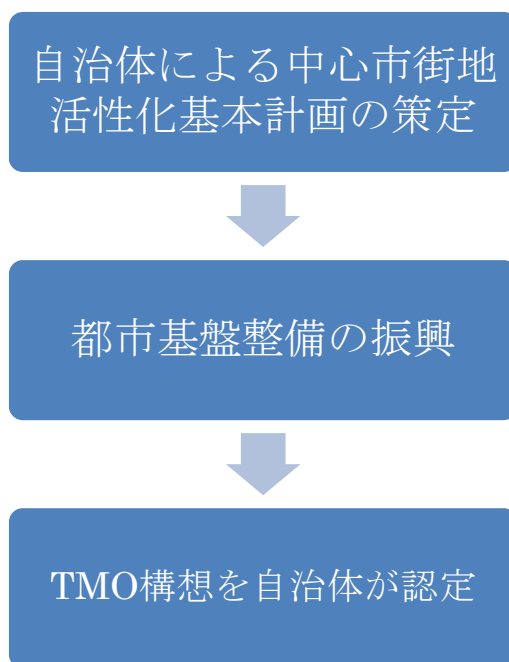 自治体による中心市街地
活性化基本計画の策定
都市基盤整備の振興
TMO構想を自治体が認定